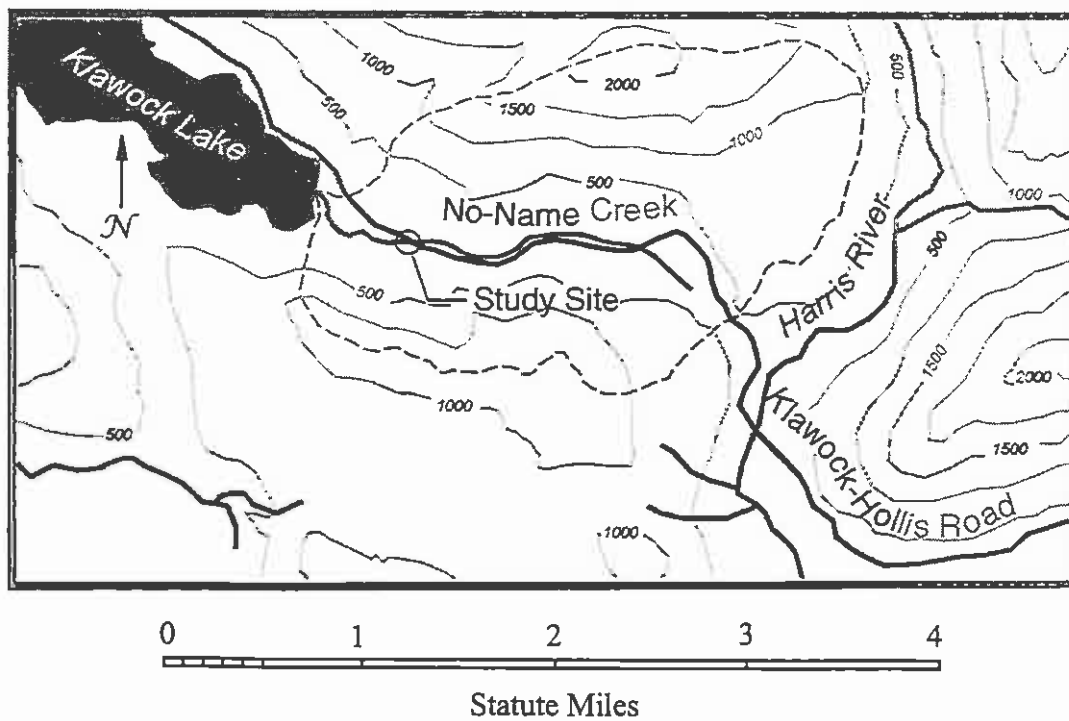 Klawock Lake
N
1000
500
2000
1500
1000
500
500
1000
No-Name Creek
Harris River
500
500
Study Site
1000
500
1000
1500
2000
1500
Klawock-Hollis Road
0 1 2 3 4
Statute Miles